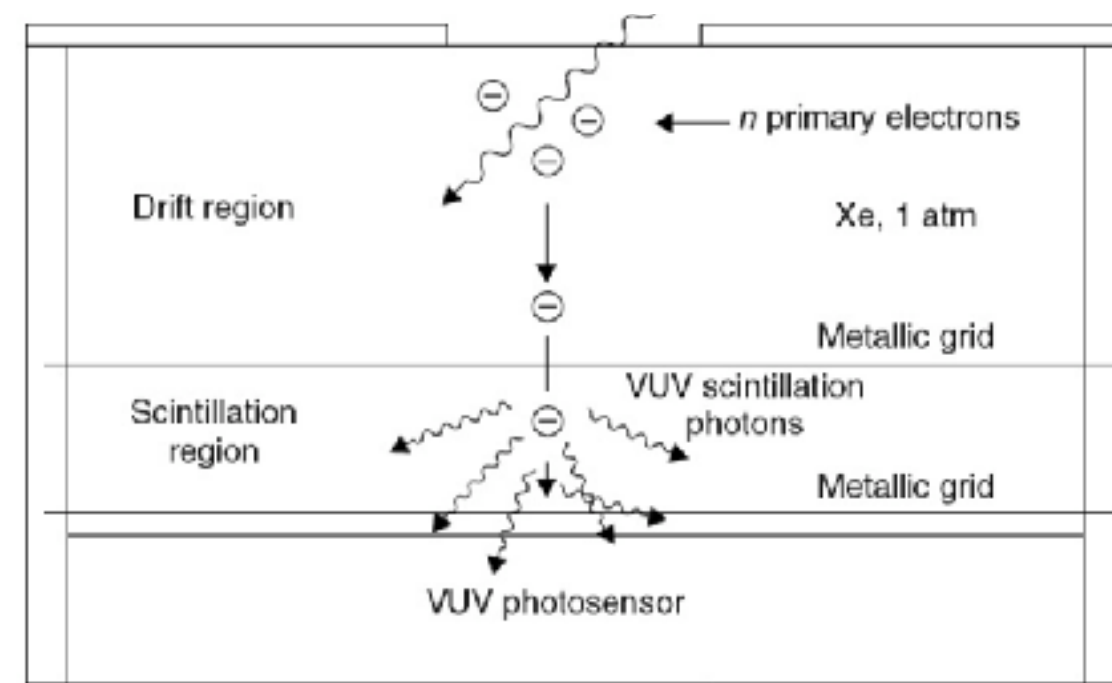 n primary electrons
Drift region
Xe, 1 atm
Metallic grid
VUV scintillation
photons
Scintillation
region
Metallic grid
VUV photosensor